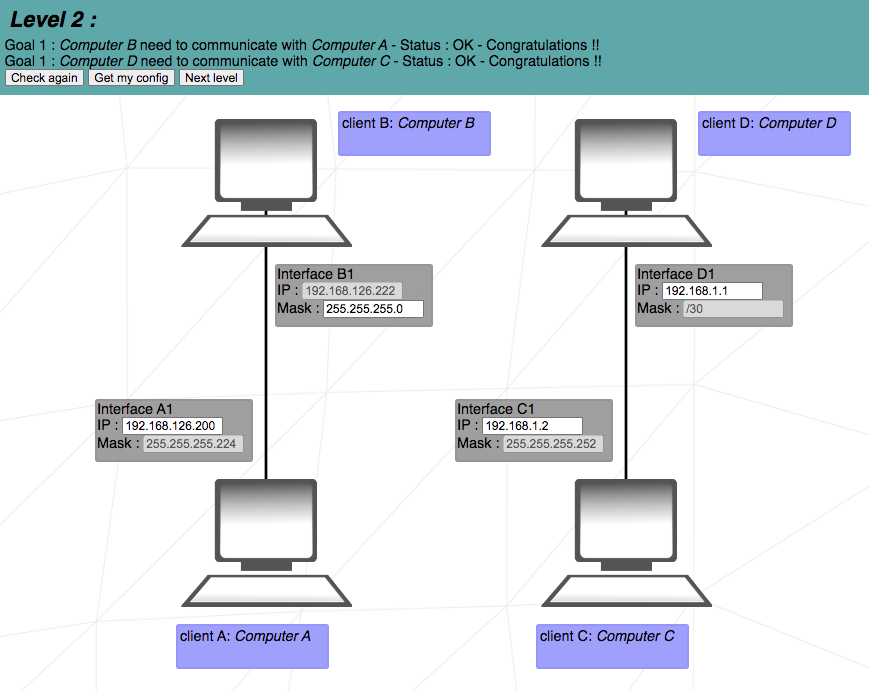 Level 2 :
Goal 1 : Computer B need to communicate with Computer A - Status : OK - Congratulations !!
Goal 1 : Computer D need to communicate with Computer C - Status : OK - Congratulations !!
Check again Get my config Next level
client B: Computer B
client D: Computer D
Interface B1
IP : 192.168.126.222
Mask : 255.255.255.0
Interface D1
IP : 192.168.1.1
Mask : /30
Interface A1
IP : 192.168.126.200
Mask : 255.255.255.224
Interface C1
IP : 192.168.1.2
Mask : 255.255.255.252
client A: Computer A
client C: Computer C